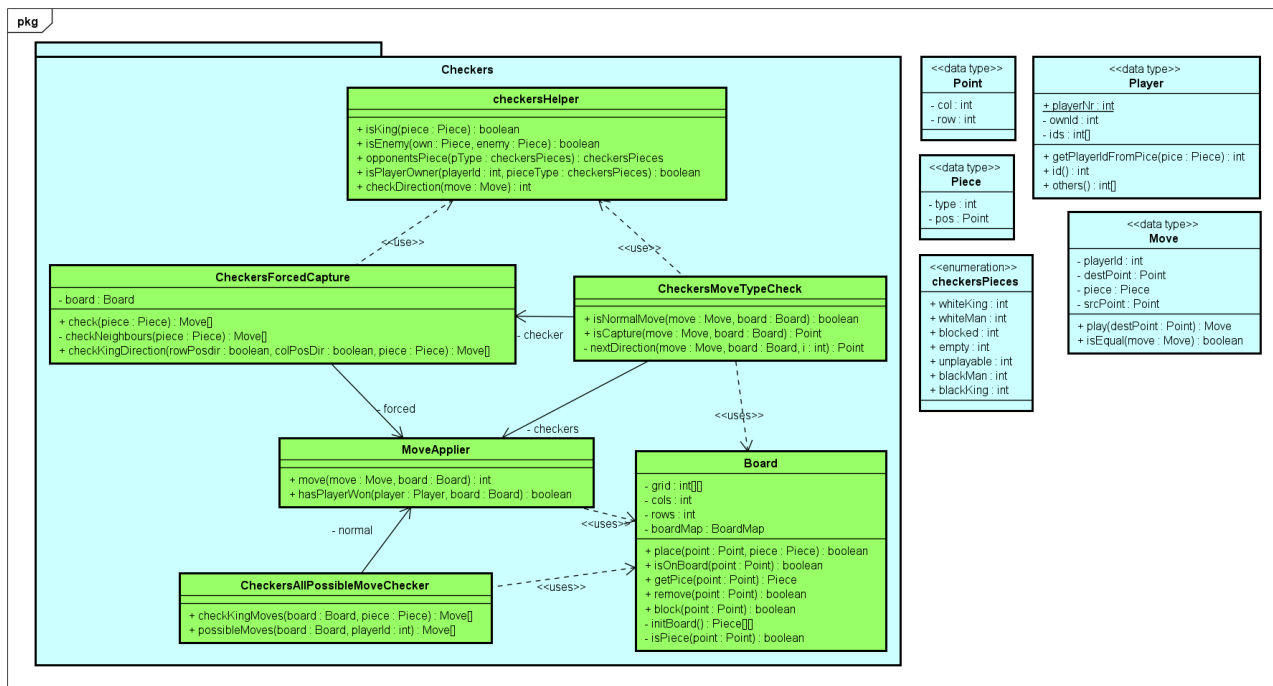 pkg
Checkers
checkersHelper
+ isKing(piece : Piece) : boolean
+ isEnemy(own : Piece, enemy : Piece) : boolean
+ opponentsPiece(pType : checkersPieces) : checkersPieces
+ isPlayerOwner(playerId : int, pieceType : checkersPieces) : boolean
+ checkDirection(move : Move) : int
<<use>>
<<use>>
CheckersForcedCapture
- board : Board
+ check(piece : Piece) : Move[]
- checkNeighbours(piece : Piece) : Move[]
+ checkKingDirection(rowPosdir : boolean, colPosDir : boolean, piece : Piece) : Move[]
- checker
CheckersMoveTypeCheck
+ isNormalMove(move : Move, board : Board) : boolean
+ isCapture(move : Move, board : Board) : Point
- nextDirection(move : Move, board : Board, i : int) : Point
- forced
- checkers
<<uses>>
MoveApplier
+ move(move : Move, board : Board) : int
+ hasPlayerWon(player : Player, board : Board) : boolean
<<uses>>
- normal
Board
- grid : int[][]
- cols : int
- rows : int
- boardMap : BoardMap
+ place(point : Point, piece : Piece) : boolean
+ isOnBoard(point : Point) : boolean
+ getPice(point : Point) : Piece
+ remove(point : Point) : boolean
+ block(point : Point) : boolean
- initBoard() : Piece[][]
- isPiece(point : Point) : boolean
CheckersAllPossibleMoveChecker
+ checkKingMoves(board : Board, piece : Piece) : Move[]
+ possibleMoves(board : Board, playerId : int) : Move[]
<<uses>>
<<data type>>
Point
- col : int
- row : int
<<data type>>
Player
+ playerNr : int
- ownId : int
- ids : int[]
+ getPlayerIdFromPice(pice : Piece) : int
+ id() : int
+ others() : int[]
<<data type>>
Piece
- type : int
- pos : Point
<<data type>>
Move
- playerId : int
- destPoint : Point
- piece : Piece
- srcPoint : Point
+ play(destPoint : Point) : Move
+ isEqual(move : Move) : boolean
<<enumeration>>
checkersPieces
+ whiteKing : int
+ whiteMan : int
+ blocked : int
+ empty : int
+ unplayable : int
+ blackMan : int
+ blackKing : int